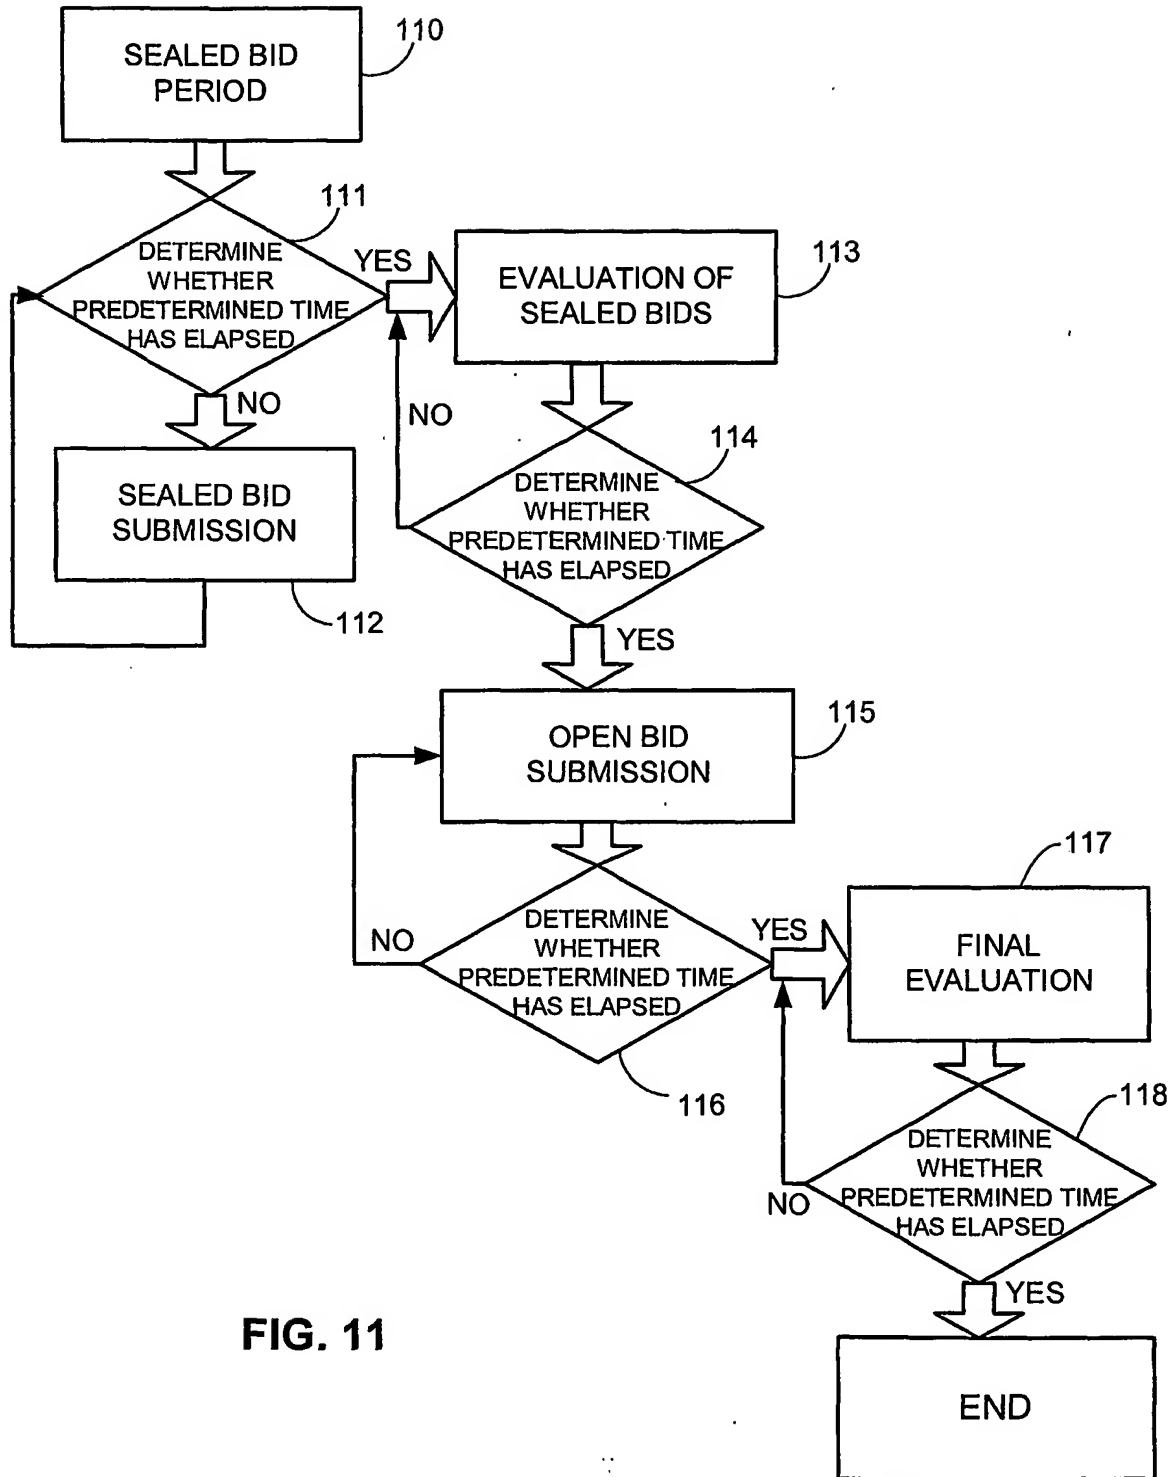 SEALED BID
PERIOD
110
111
DETERMINE
WHETHER
PREDETERMINED TIME
HAS ELAPSED
YES
EVALUATION OF
SEALED BIDS
113
NO
NO
SEALED BID
SUBMISSION
112
114
DETERMINE
WHETHER
PREDETERMINED TIME
HAS ELAPSED
YES
OPEN BID
SUBMISSION
115
DETERMINE
WHETHER
PREDETERMINED TIME
HAS ELAPSED
NO
YES
116
117
FINAL
EVALUATION
118
DETERMINE
WHETHER
PREDETERMINED TIME
HAS ELAPSED
NO
YES
END
FIG. 11